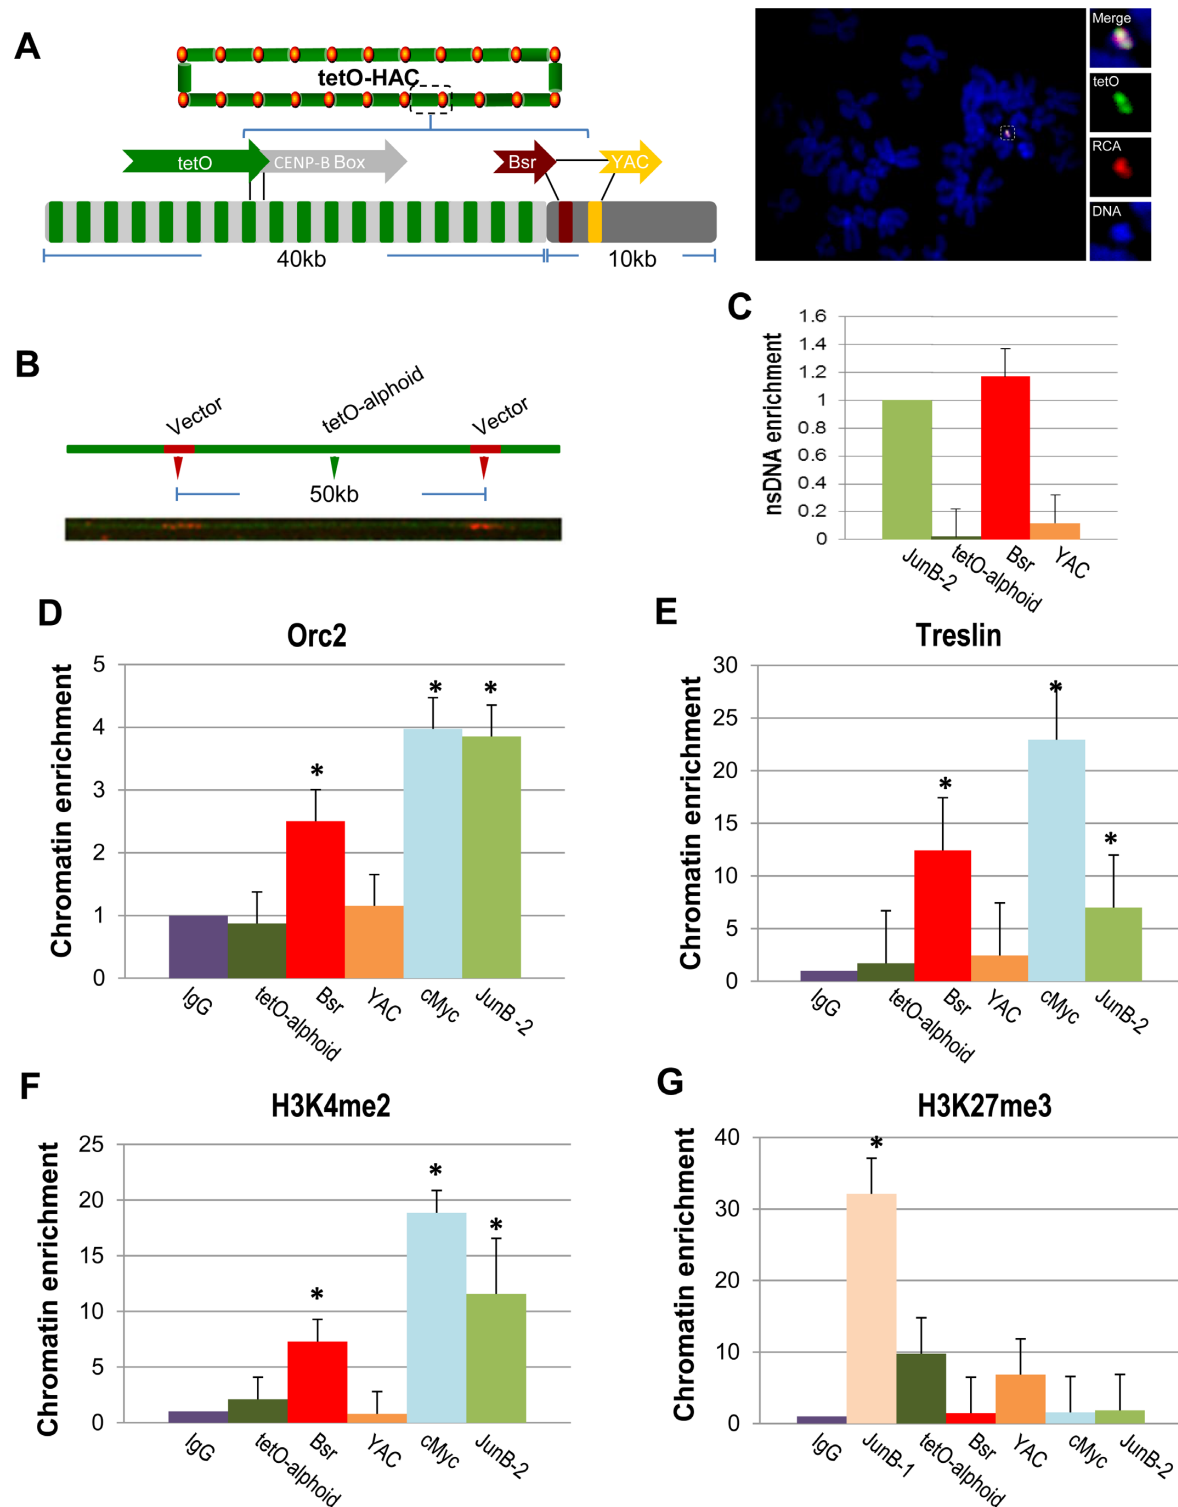 A
tetO-HAC
tetO
CENP-B Box
Bsr
YAC
40kb
10kb
Merge
tetO
RCA
DNA
B
Vector
tetO-alphoid
Vector
50kb
C
nsDNA enrichment
1.6
1.4
1.2
1
0.8
0.6
0.4
0.2
0
JunB-2
tetO-alphoid
Bsr
YAC
D
Orc2
Chromatin enrichment
5
4
3
2
1
0
*
*
*
IgG
tetO-alphoid
Bsr
YAC
cMyc
JunB-2
E
Treslin
Chromatin enrichment
30
25
20
15
10
5
0
*
*
*
IgG
tetO-alphoid
Bsr
YAC
cMyc
JunB-2
F
H3K4me2
Chromatin enrichment
25
20
15
10
5
0
*
*
*
IgG
tetO-alphoid
Bsr
YAC
cMyc
JunB-2
G
H3K27me3
Chromatin enrichment
40
30
20
10
0
*
IgG
JunB-1
tetO-alphoid
Bsr
YAC
cMyc
JunB-2